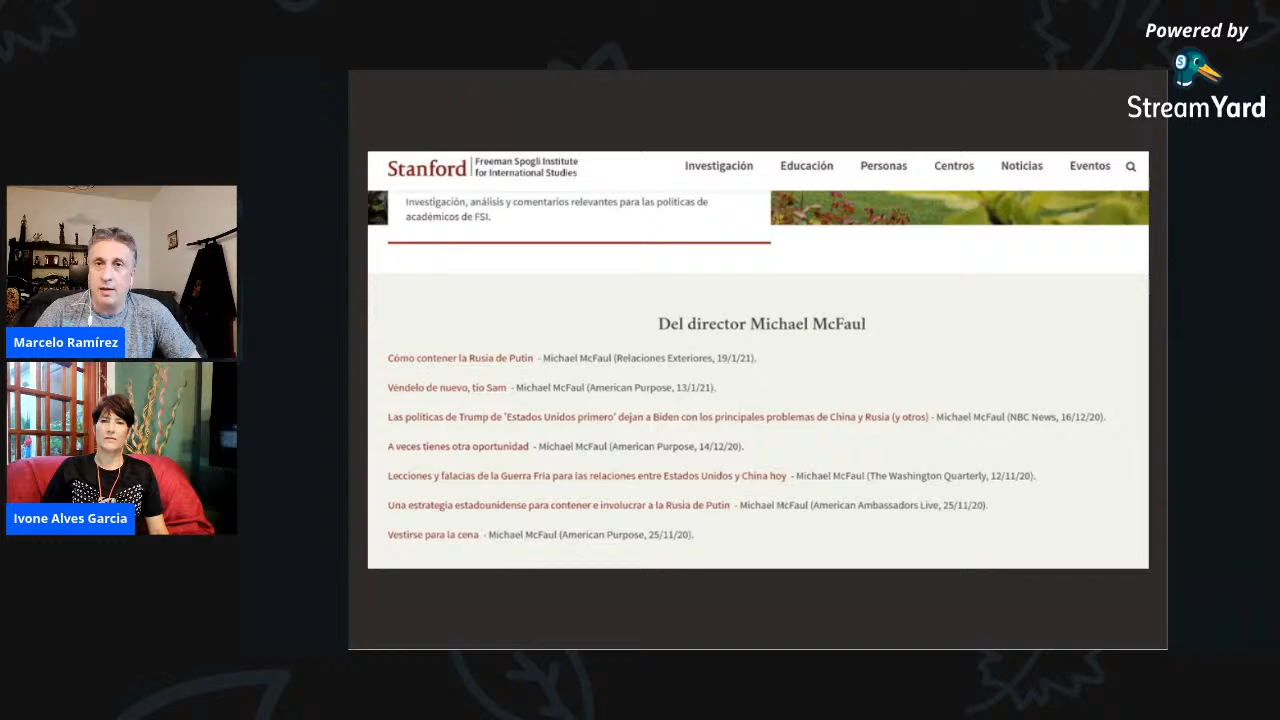 Powered by
StreamYard
Stanford
Freeman Spogli Institute
for International Studies
Investigación
Educación
Personas
Centros
Noticias
Eventos
Investigación, análisis y comentarios relevantes para las políticas de
académicos de FSI.
Del director Michael McFaul
Cómo contener la Rusia de Putin - Michael McFaul (Relaciones Exteriores, 19/1/21).
Véndelo de nuevo, tío Sam - Michael McFaul (American Purpose, 13/1/21).
Las políticas de Trump de 'Estados Unidos primero' dejan a Biden con los principales problemas de China y Rusia (y otros) - Michael McFaul (NBC News, 16/12/20).
A veces tienes otra oportunidad - Michael McFaul (American Purpose, 14/12/20).
Lecciones y falacias de la Guerra Fría para las relaciones entre Estados Unidos y China hoy - Michael McFaul (The Washington Quarterly, 12/11/20).
Una estrategia estadounidense para contener e involucrar a la Rusia de Putin - Michael McFaul (American Ambassadors Live, 25/11/20).
Vestirse para la cena - Michael McFaul (American Purpose, 25/11/20).
Marcelo Ramírez
Ivone Alves Garcia